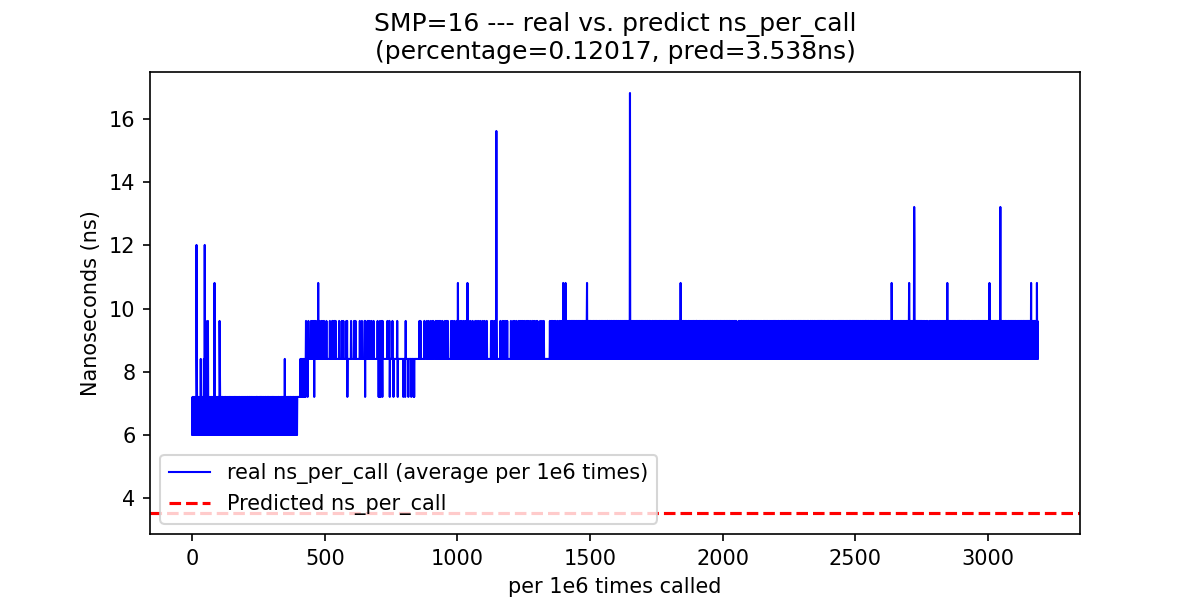 SMP=16 --- real vs. predict ns_per_call
(percentage=0.12017, pred=3.538ns)
Nanoseconds (ns)
16
14
12
10
8
6
4
real ns_per_call (average per 1e6 times)
Predicted ns_per_call
0 500 1000 1500 2000 2500 3000
per 1e6 times called